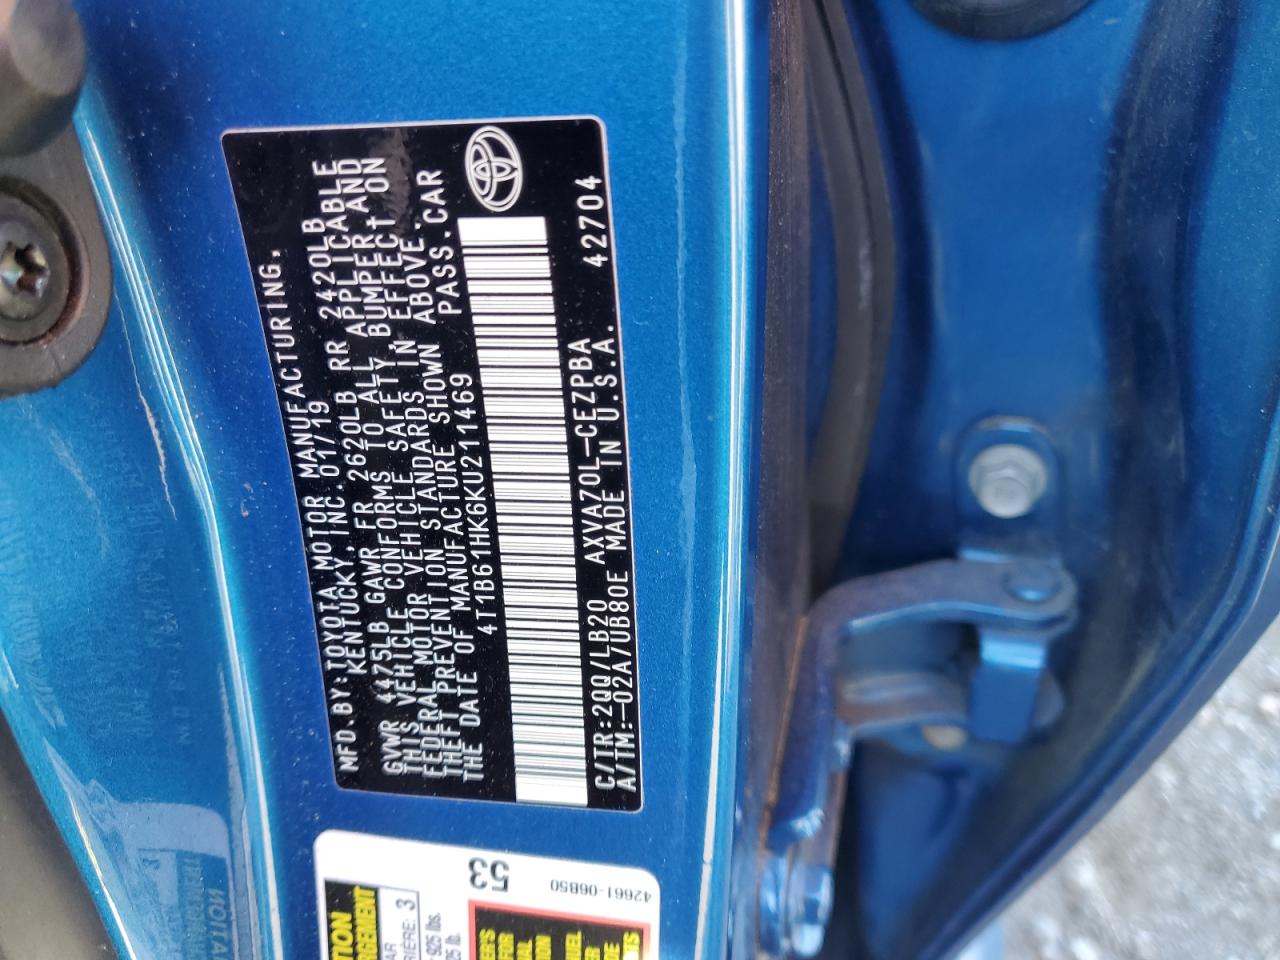 MFD.BY:TOYOTA MOTOR MANUFACTURING,
KENTUCKY,INC.01/19
GVWR 4475LB GAWR FR 2620LB RR 2420LB
THIS VEHICLE CONFORMS TO ALL APPLICABLE
FEDERAL MOTOR VEHICLE SAFETY, BUMPER AND
THEFT PREVENTION STANDARDS IN EFFECT ON
THE DATE OF MANUFACTURE SHOWN ABOVE.
4T1B61HK6KU211469 PASS.CAR
C/TR:2QQ/LB20 AXVA70L-CEZPBA 42704
A/TM:-02A/UB80E MADE IN U.S.A.
53
42661-06B50